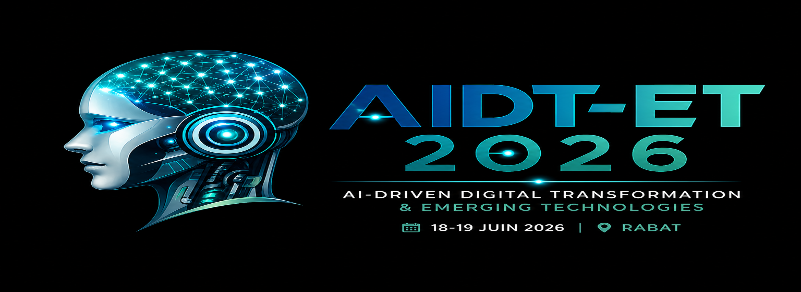 AIDT-ET
2026
AI-DRIVEN DIGITAL TRANSFORMATION
& EMERGING TECHNOLOGIES
18-19 JUIN 2026 | RABAT